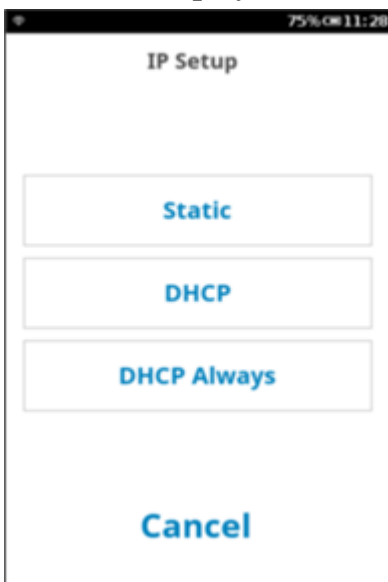 75% 11:28
IP Setup
Static
DHCP
DHCP Always
Cancel